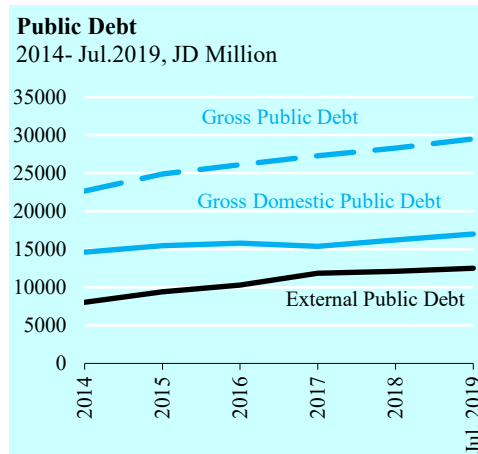 Public Debt
2014- Jul.2019, JD Million
35000
30000
25000
20000
15000
10000
5000
0
Gross Public Debt
Gross Domestic Public Debt
External Public Debt
2014
2015
2016
2017
2018
Jul. 2019